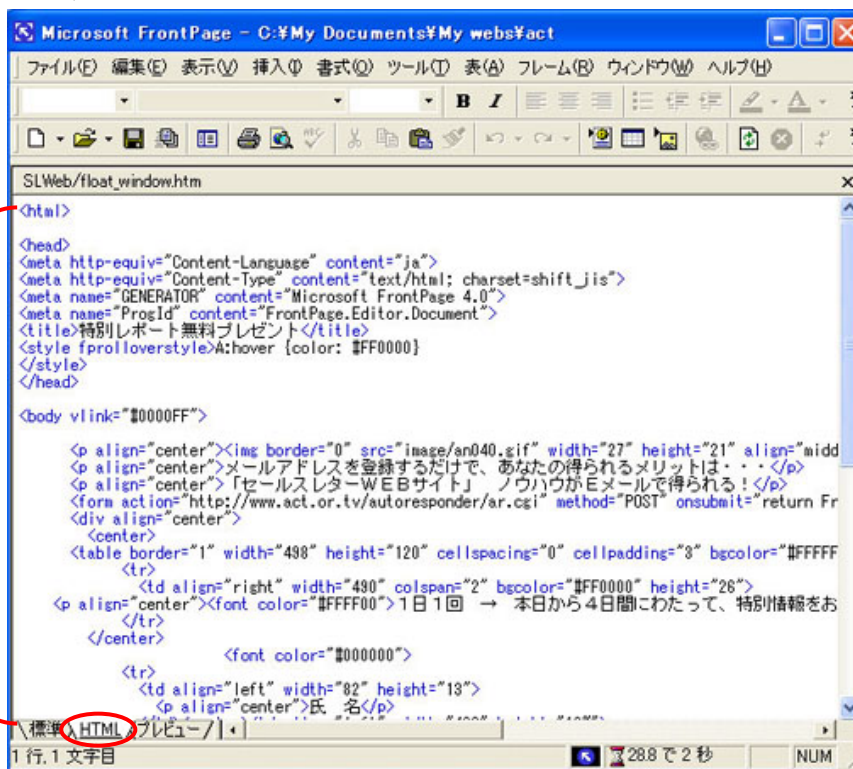 Microsoft FrontPage - C:¥My Documents¥My webs¥act
ファイル(F) 編集(E) 表示(V) 挿入(I) 書式(O) ツール(T) 表(A) フレーム(R) ウィンドウ(W) ヘルプ(H)
B I
SLWeb/float_window.htm
<html>
<head>
<meta http-equiv="Content-Language" content="ja">
<meta http-equiv="Content-Type" content="text/html; charset=shift_jis">
<meta name="GENERATOR" content="Microsoft FrontPage 4.0">
<meta name="ProgId" content="FrontPage.Editor.Document">
<title>特別レポート無料プレゼント</title>
<style fprolloverstyle>A:hover {color: #FF0000}
</style>
</head>
<body vlink="#0000FF">
<p align="center"><img border="0" src="image/an040.gif" width="27" height="21" align="midd
<p align="center">メールアドレスを登録するだけで、あなたの得られるメリットは・・・</p>
<p align="center">「セールスレターWEBサイト」 ノウハウがEメールで得られる！</p>
<form action="http://www.act.or.tv/autoresponder/ar.cgi" method="POST" onsubmit="return Fr
<div align="center">
<center>
<table border="1" width="498" height="120" cellspacing="0" cellpadding="3" bgcolor="#FFFFF
<tr>
<td align="right" width="490" colspan="2" bgcolor="#FF0000" height="26">
<p align="center"><font color="#FFFF00">1日1回 → 本日から4日間にわたって、特別情報をお
</tr>
</center>
<font color="#000000">
<tr>
<td align="left" width="82" height="13">
<p align="center">氏 名</p>
標準 HTML プレビュー
1 行, 1 文字目 28.8 で 2 秒 NUM